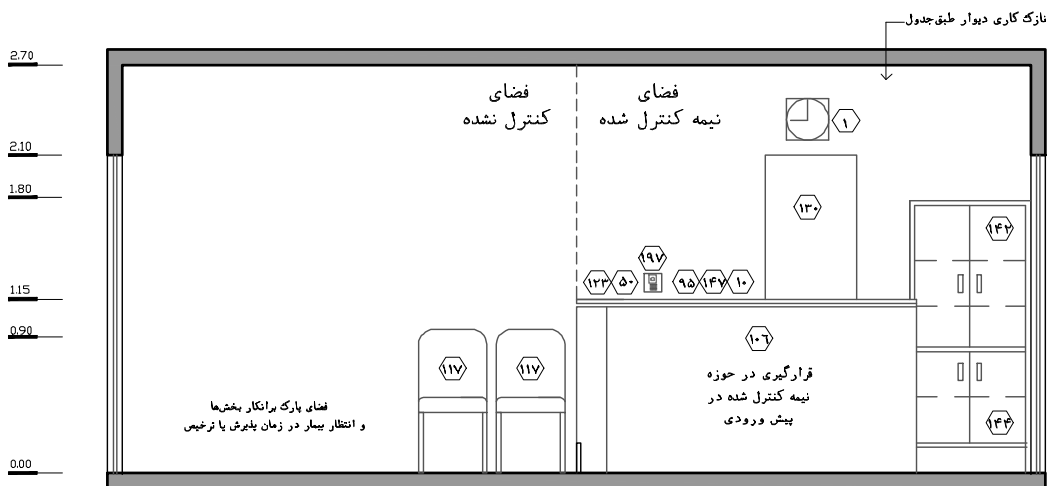 نازک کاری دیوار طبق جدول
2.70
فضای
نیمه کنترل شده
فضای
کنترل نشده
۱
2.10
1.80
۱۳۰
۱۴۲
۱۹۷
۱۲۳ ۵۰ ۹۵ ۱۴۷ ۱۰
1.15
0.90
۱۰۶
۱۱۷ ۱۱۷
قرارگیری در حوزه
نیمه کنترل شده در
پیش ورودی
فضای پارک برانکار بخش‌ها
و انتظار بیمار در زمان پذیرش یا ترخیص
۱۴۴
0.00